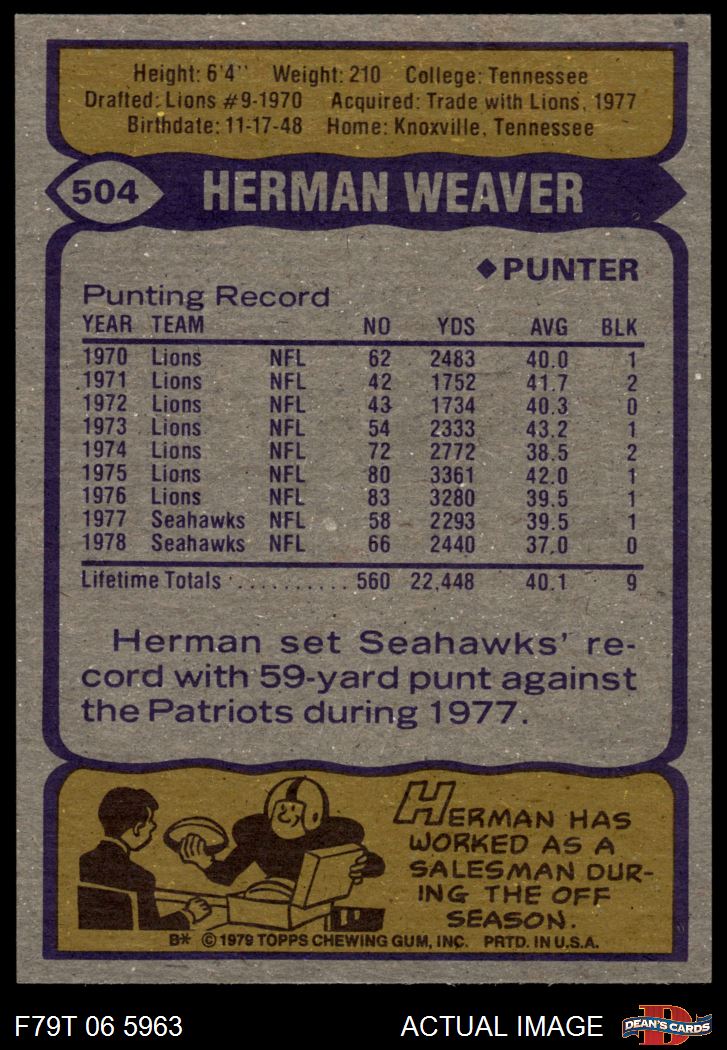 Height: 6'4" Weight: 210 College: Tennessee
Drafted: Lions #9-1970 Acquired: Trade with Lions, 1977
Birthdate: 11-17-48 Home: Knoxville, Tennessee
504 HERMAN WEAVER
◆PUNTER
Punting Record
YEAR TEAM NO YDS AVG BLK
1970 Lions NFL 62 2483 40.0 1
1971 Lions NFL 42 1752 41.7 2
1972 Lions NFL 43 1734 40.3 0
1973 Lions NFL 54 2333 43.2 1
1974 Lions NFL 72 2772 38.5 2
1975 Lions NFL 80 3361 42.0 1
1976 Lions NFL 83 3280 39.5 1
1977 Seahawks NFL 58 2293 39.5 1
1978 Seahawks NFL 66 2440 37.0 0
Lifetime Totals .......... 560 22,448 40.1 9
Herman set Seahawks' re-
cord with 59-yard punt against
the Patriots during 1977.
HERMAN HAS
WORKED AS A
SALESMAN DUR-
ING THE OFF
SEASON.
B* ©1979 TOPPS CHEWING GUM, INC. PRTD. IN U.S.A.
F79T 06 5963 ACTUAL IMAGE D DEAN'S CARDS